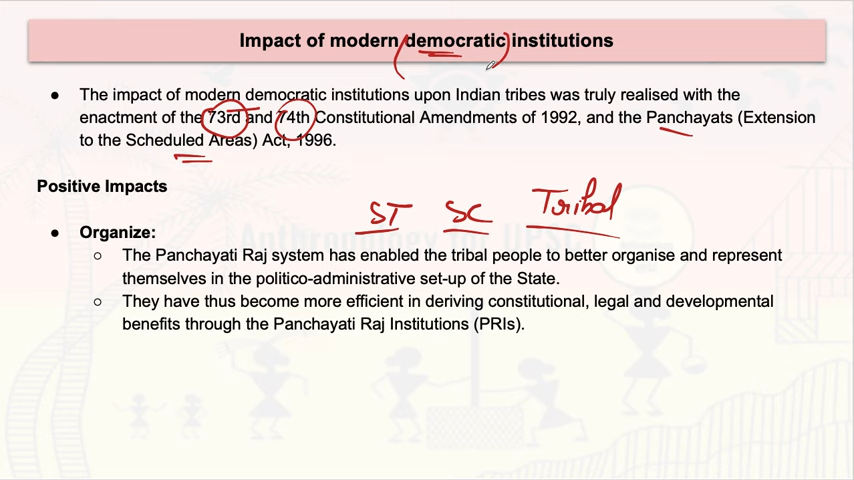 Impact of modern democratic institutions
● The impact of modern democratic institutions upon Indian tribes was truly realised with the
enactment of the 73rd and 74th Constitutional Amendments of 1992, and the Panchayats (Extension
to the Scheduled Areas) Act, 1996.
Positive Impacts
ST SC Tribal
● Organize:
Anthropology for UPSC
○ The Panchayati Raj system has enabled the tribal people to better organise and represent
themselves in the politico-administrative set-up of the State.
○ They have thus become more efficient in deriving constitutional, legal and developmental
benefits through the Panchayati Raj Institutions (PRIs).